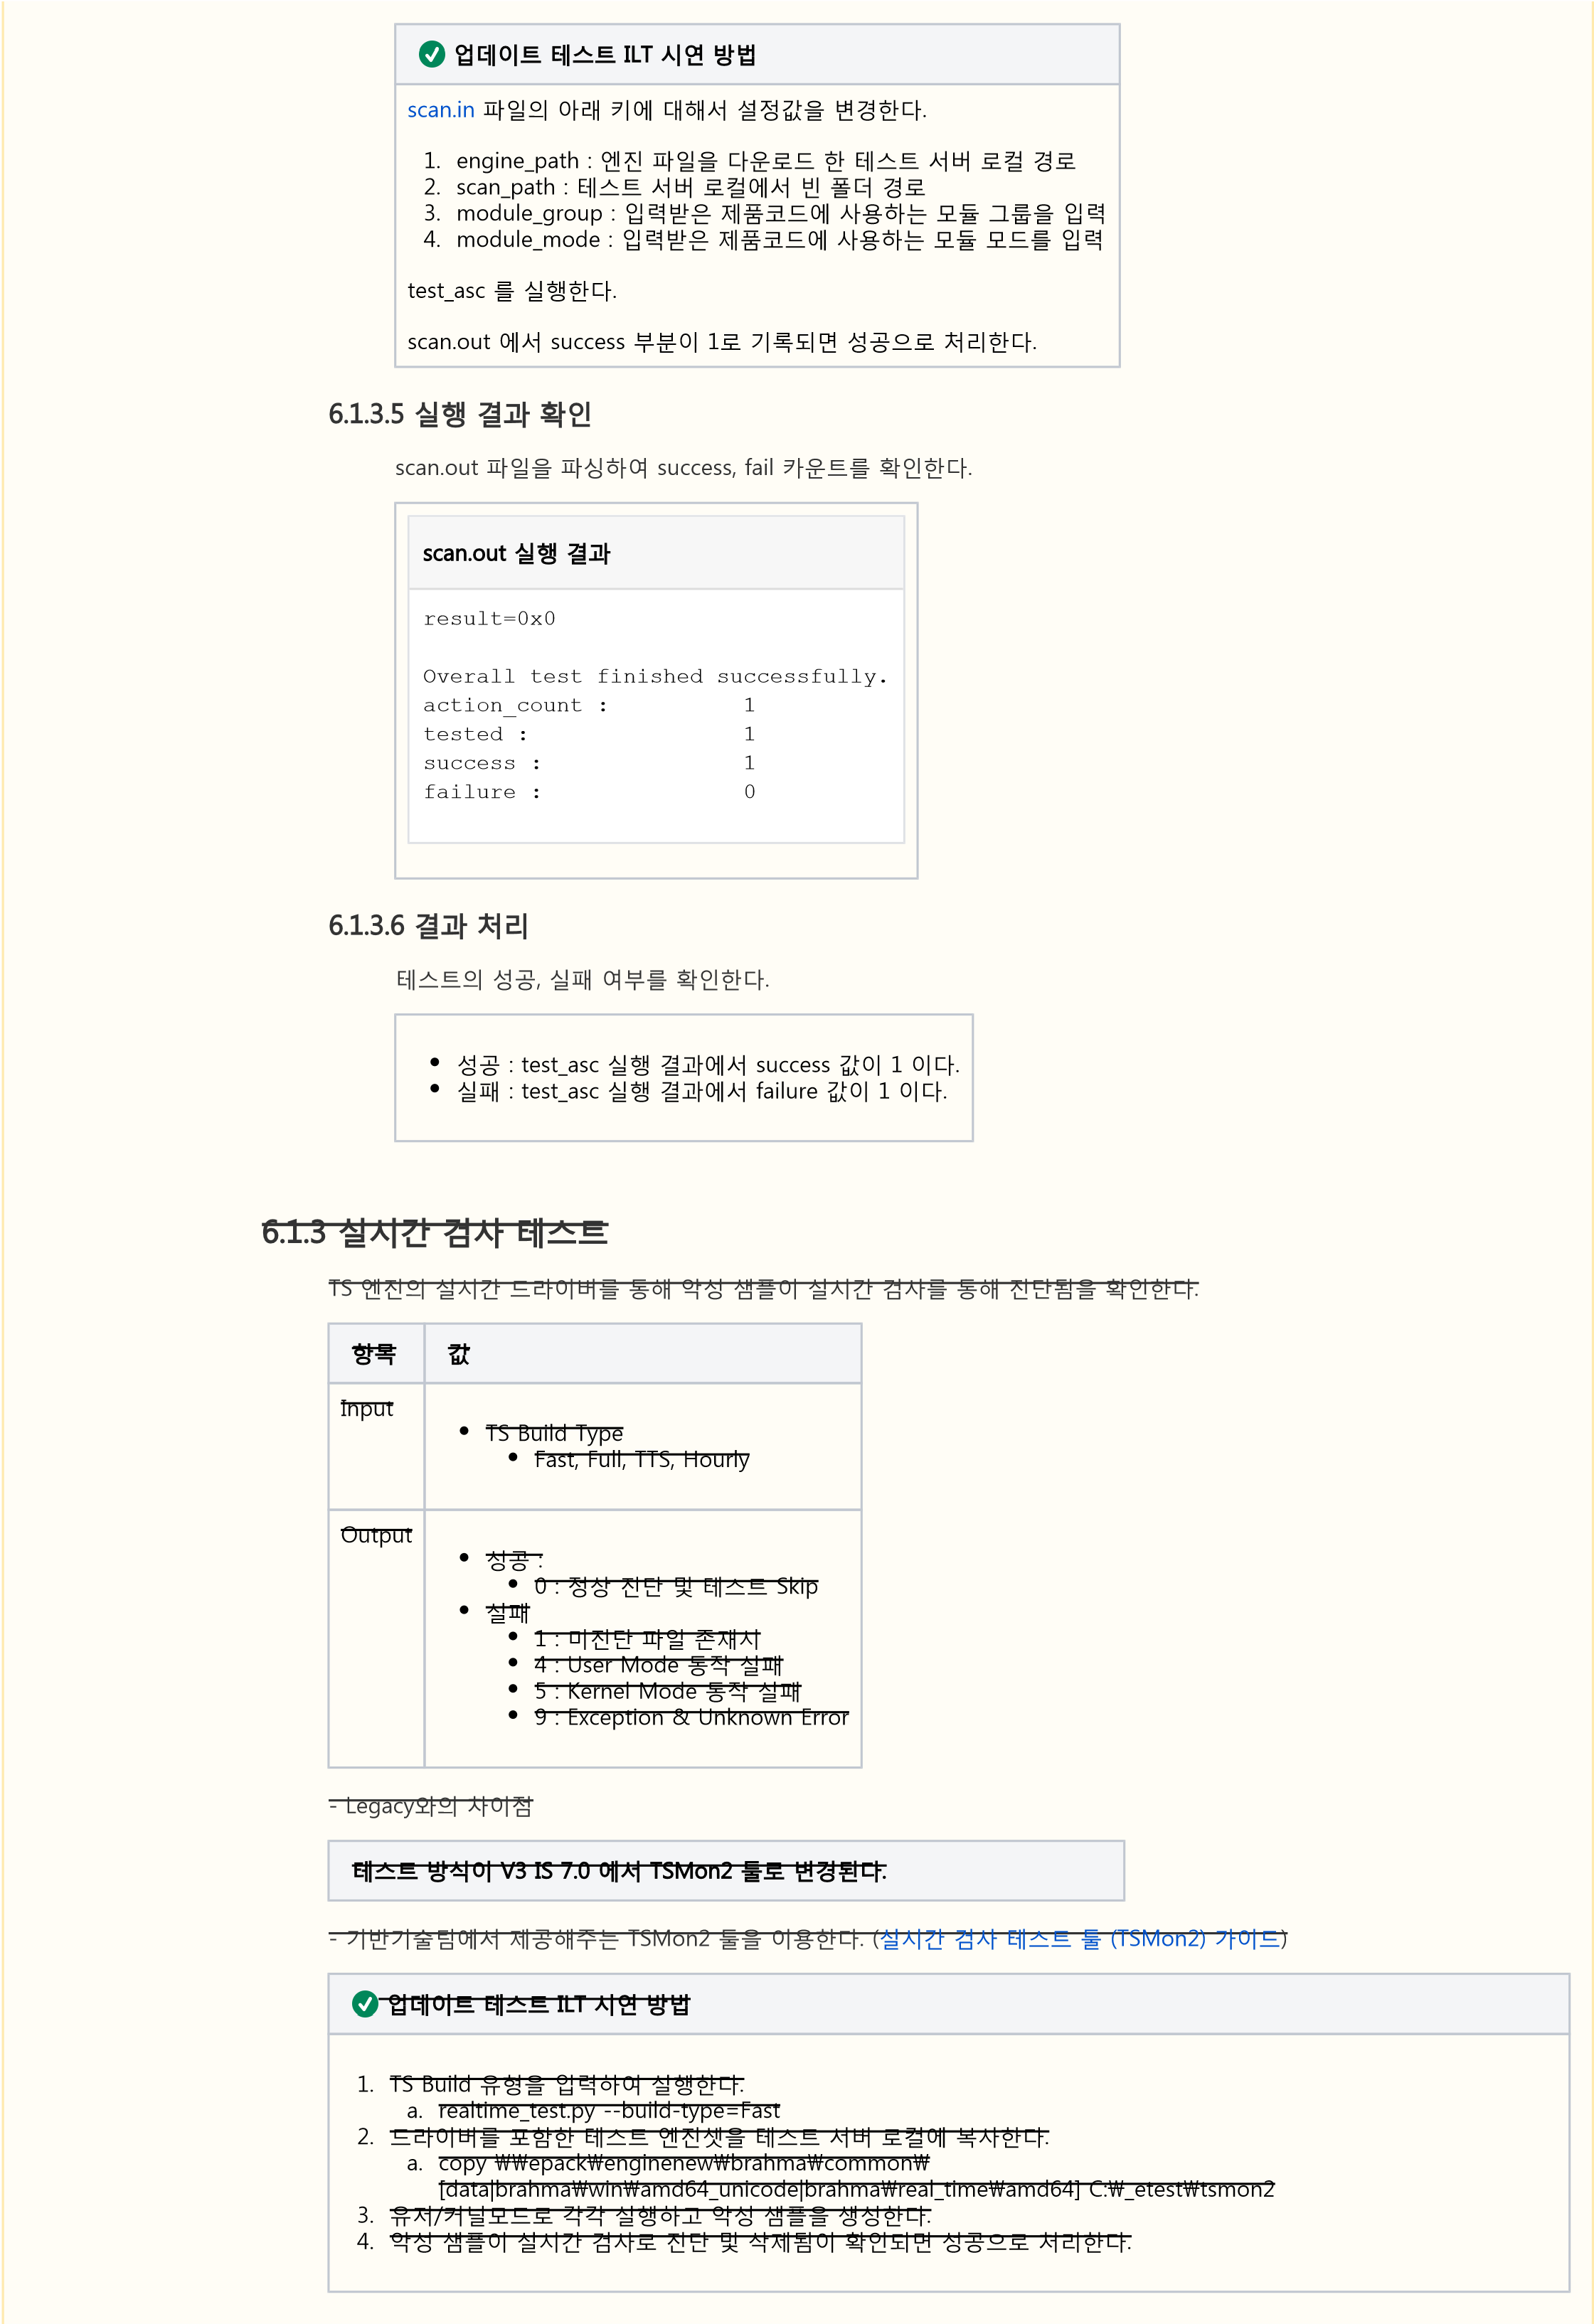 업데이트 테스트 ILT 시연 방법
scan.in 파일의 아래 키에 대해서 설정값을 변경한다.
1. engine_path : 엔진 파일을 다운로드 한 테스트 서버 로컬 경로
2. scan_path : 테스트 서버 로컬에서 빈 폴더 경로
3. module_group : 입력받은 제품코드에 사용하는 모듈 그룹을 입력
4. module_mode : 입력받은 제품코드에 사용하는 모듈 모드를 입력
test_asc 를 실행한다.
scan.out 에서 success 부분이 1로 기록되면 성공으로 처리한다.
6.1.3.5 실행 결과 확인
scan.out 파일을 파싱하여 success, fail 카운트를 확인한다.
scan.out 실행 결과
result=0x0
Overall test finished successfully.
action_count : 1
tested : 1
success : 1
failure : 0
6.1.3.6 결과 처리
테스트의 성공, 실패 여부를 확인한다.
• 성공 : test_asc 실행 결과에서 success 값이 1 이다.
• 실패 : test_asc 실행 결과에서 failure 값이 1 이다.
6.1.3 실시간 검사 테스트
TS 엔진의 실시간 드라이버를 통해 악성 샘플이 실시간 검사를 통해 진단됨을 확인한다.
항목 값
Input
• TS Build Type
• Fast, Full, TTS, Hourly
Output
• 성공 :
• 0 : 정상 진단 및 테스트 Skip
• 실패
• 1 : 미진단 파일 존재시
• 4 : User Mode 동작 실패
• 5 : Kernel Mode 동작 실패
• 9 : Exception & Unknown Error
- Legacy와의 차이점
테스트 방식이 V3 IS 7.0 에서 TSMon2 툴로 변경된다.
- 기반기술팀에서 제공해주는 TSMon2 툴을 이용한다. (실시간 검사 테스트 툴 (TSMon2) 가이드)
업데이트 테스트 ILT 시연 방법
1. TS Build 유형을 입력하여 실행한다.
a. realtime_test.py --build-type=Fast
2. 드라이버를 포함한 테스트 엔진셋을 테스트 서버 로컬에 복사한다.
a. copy ₩₩epack₩enginenew₩brahma₩common₩
[data|brahma₩win₩amd64_unicode|brahma₩real_time₩amd64] C:₩_etest₩tsmon2
3. 유저/커널모드로 각각 실행하고 악성 샘플을 생성한다.
4. 악성 샘플이 실시간 검사로 진단 및 삭제됨이 확인되면 성공으로 처리한다.